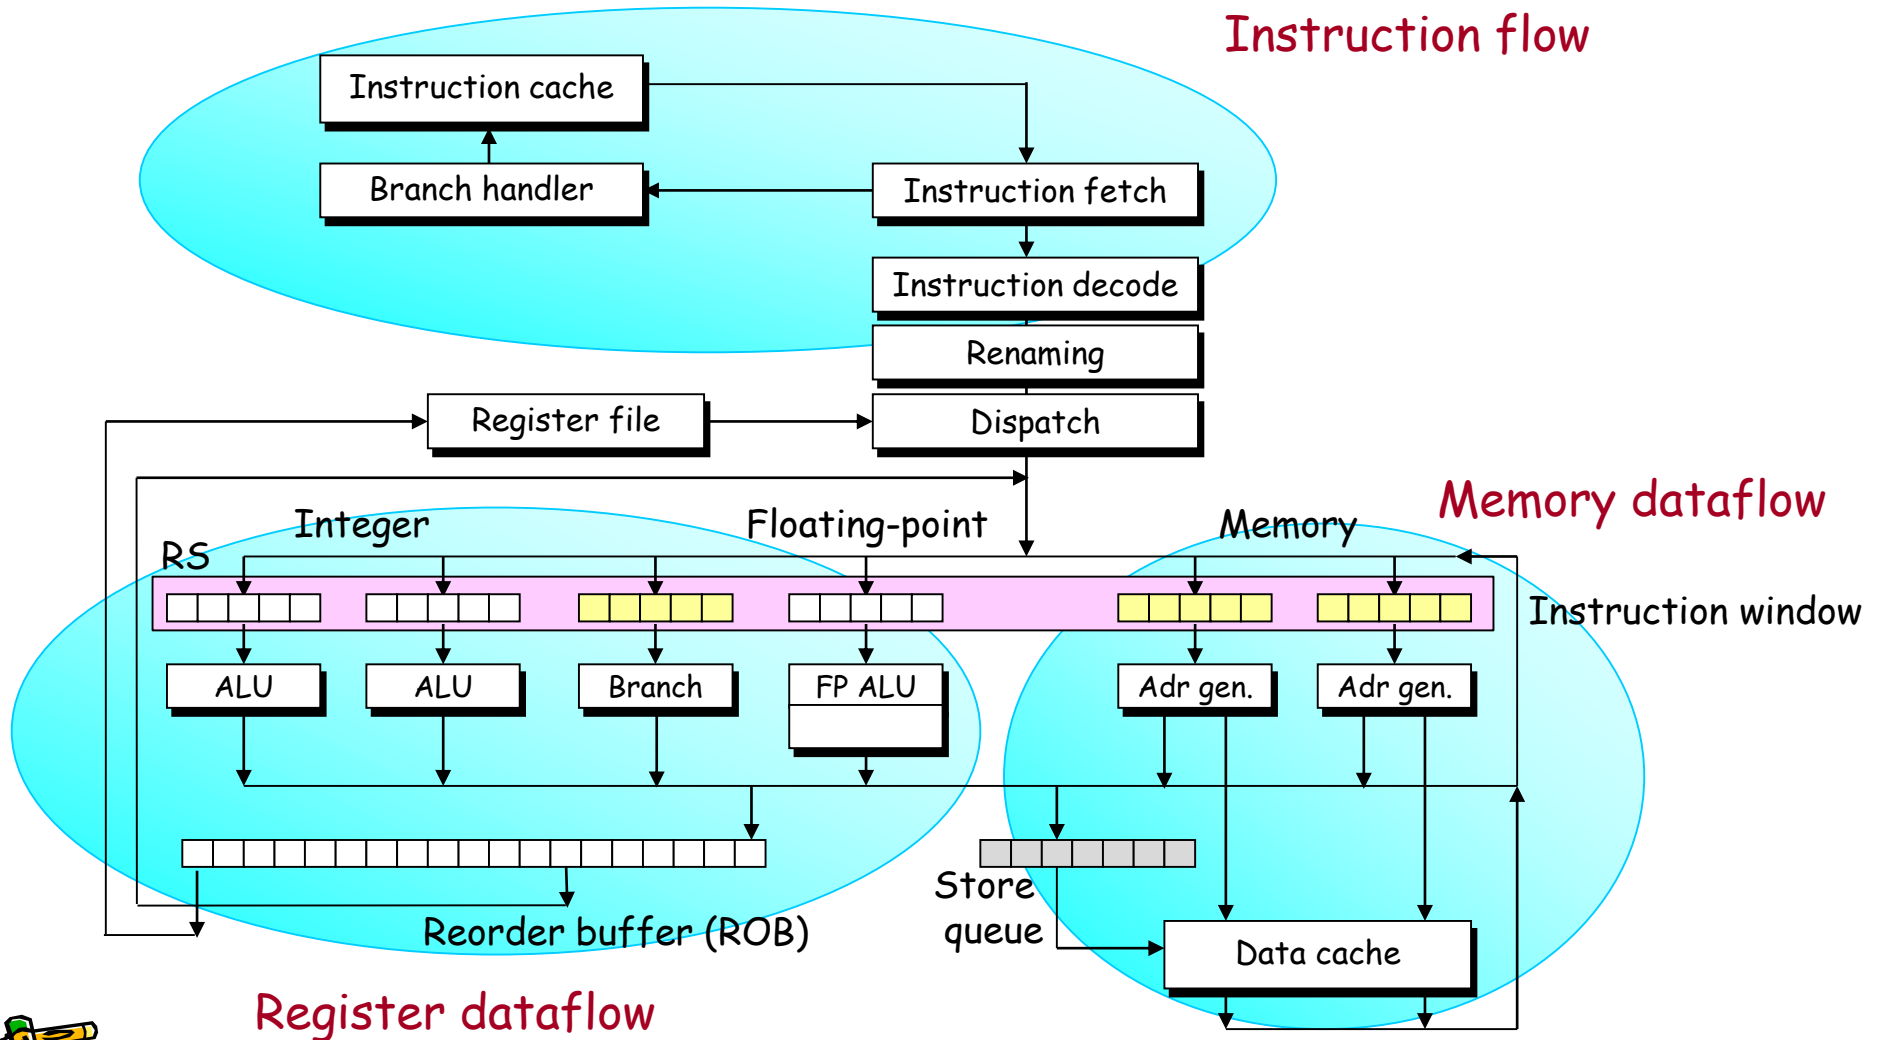 Instruction flow
Instruction cache
Branch handler
Instruction fetch
Instruction decode
Renaming
Register file
Dispatch
Memory dataflow
Integer
Floating-point
Memory
RS
Instruction window
ALU
ALU
Branch
FP ALU
Adr gen.
Adr gen.
Store
queue
Reorder buffer (ROB)
Data cache
Register dataflow